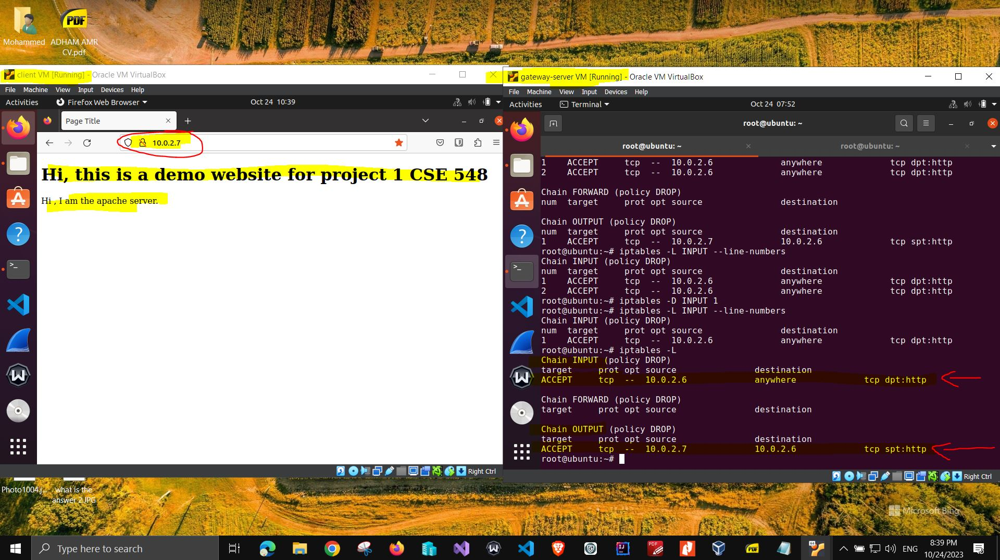 Mohammed
ADHAM AMR
CV.pdf
PDF
client VM [Running] - Oracle VM VirtualBox
File Machine View Input Devices Help
Activities Firefox Web Browser Oct 24 10:39
Page Title
10.0.2.7
Hi, this is a demo website for project 1 CSE 548
Hi , I am the apache server.
Right Ctrl
gateway-server VM [Running] - Oracle VM VirtualBox
File Machine View Input Devices Help
Activities Terminal Oct 24 07:52
root@ubuntu: ~
root@ubuntu: ~ root@ubuntu: ~
1 ACCEPT tcp -- 10.0.2.6 anywhere tcp dpt:http
2 ACCEPT tcp -- 10.0.2.6 anywhere tcp dpt:http
Chain FORWARD (policy DROP)
num target prot opt source destination
Chain OUTPUT (policy DROP)
num target prot opt source destination
1 ACCEPT tcp -- 10.0.2.7 10.0.2.6 tcp spt:http
root@ubuntu:~# iptables -L INPUT --line-numbers
Chain INPUT (policy DROP)
num target prot opt source destination
1 ACCEPT tcp -- 10.0.2.6 anywhere tcp dpt:http
2 ACCEPT tcp -- 10.0.2.6 anywhere tcp dpt:http
root@ubuntu:~# iptables -D INPUT 1
root@ubuntu:~# iptables -L INPUT --line-numbers
Chain INPUT (policy DROP)
num target prot opt source destination
1 ACCEPT tcp -- 10.0.2.6 anywhere tcp dpt:http
root@ubuntu:~# iptables -L
Chain INPUT (policy DROP)
target prot opt source destination
ACCEPT tcp -- 10.0.2.6 anywhere tcp dpt:http
Chain FORWARD (policy DROP)
target prot opt source destination
Chain OUTPUT (policy DROP)
target prot opt source destination
ACCEPT tcp -- 10.0.2.7 10.0.2.6 tcp spt:http
root@ubuntu:~#
Right Ctrl
Photo1004.j...
what is the
answer 2.JPG
Microsoft Bing
Type here to search
ENG
8:39 PM
10/24/2023